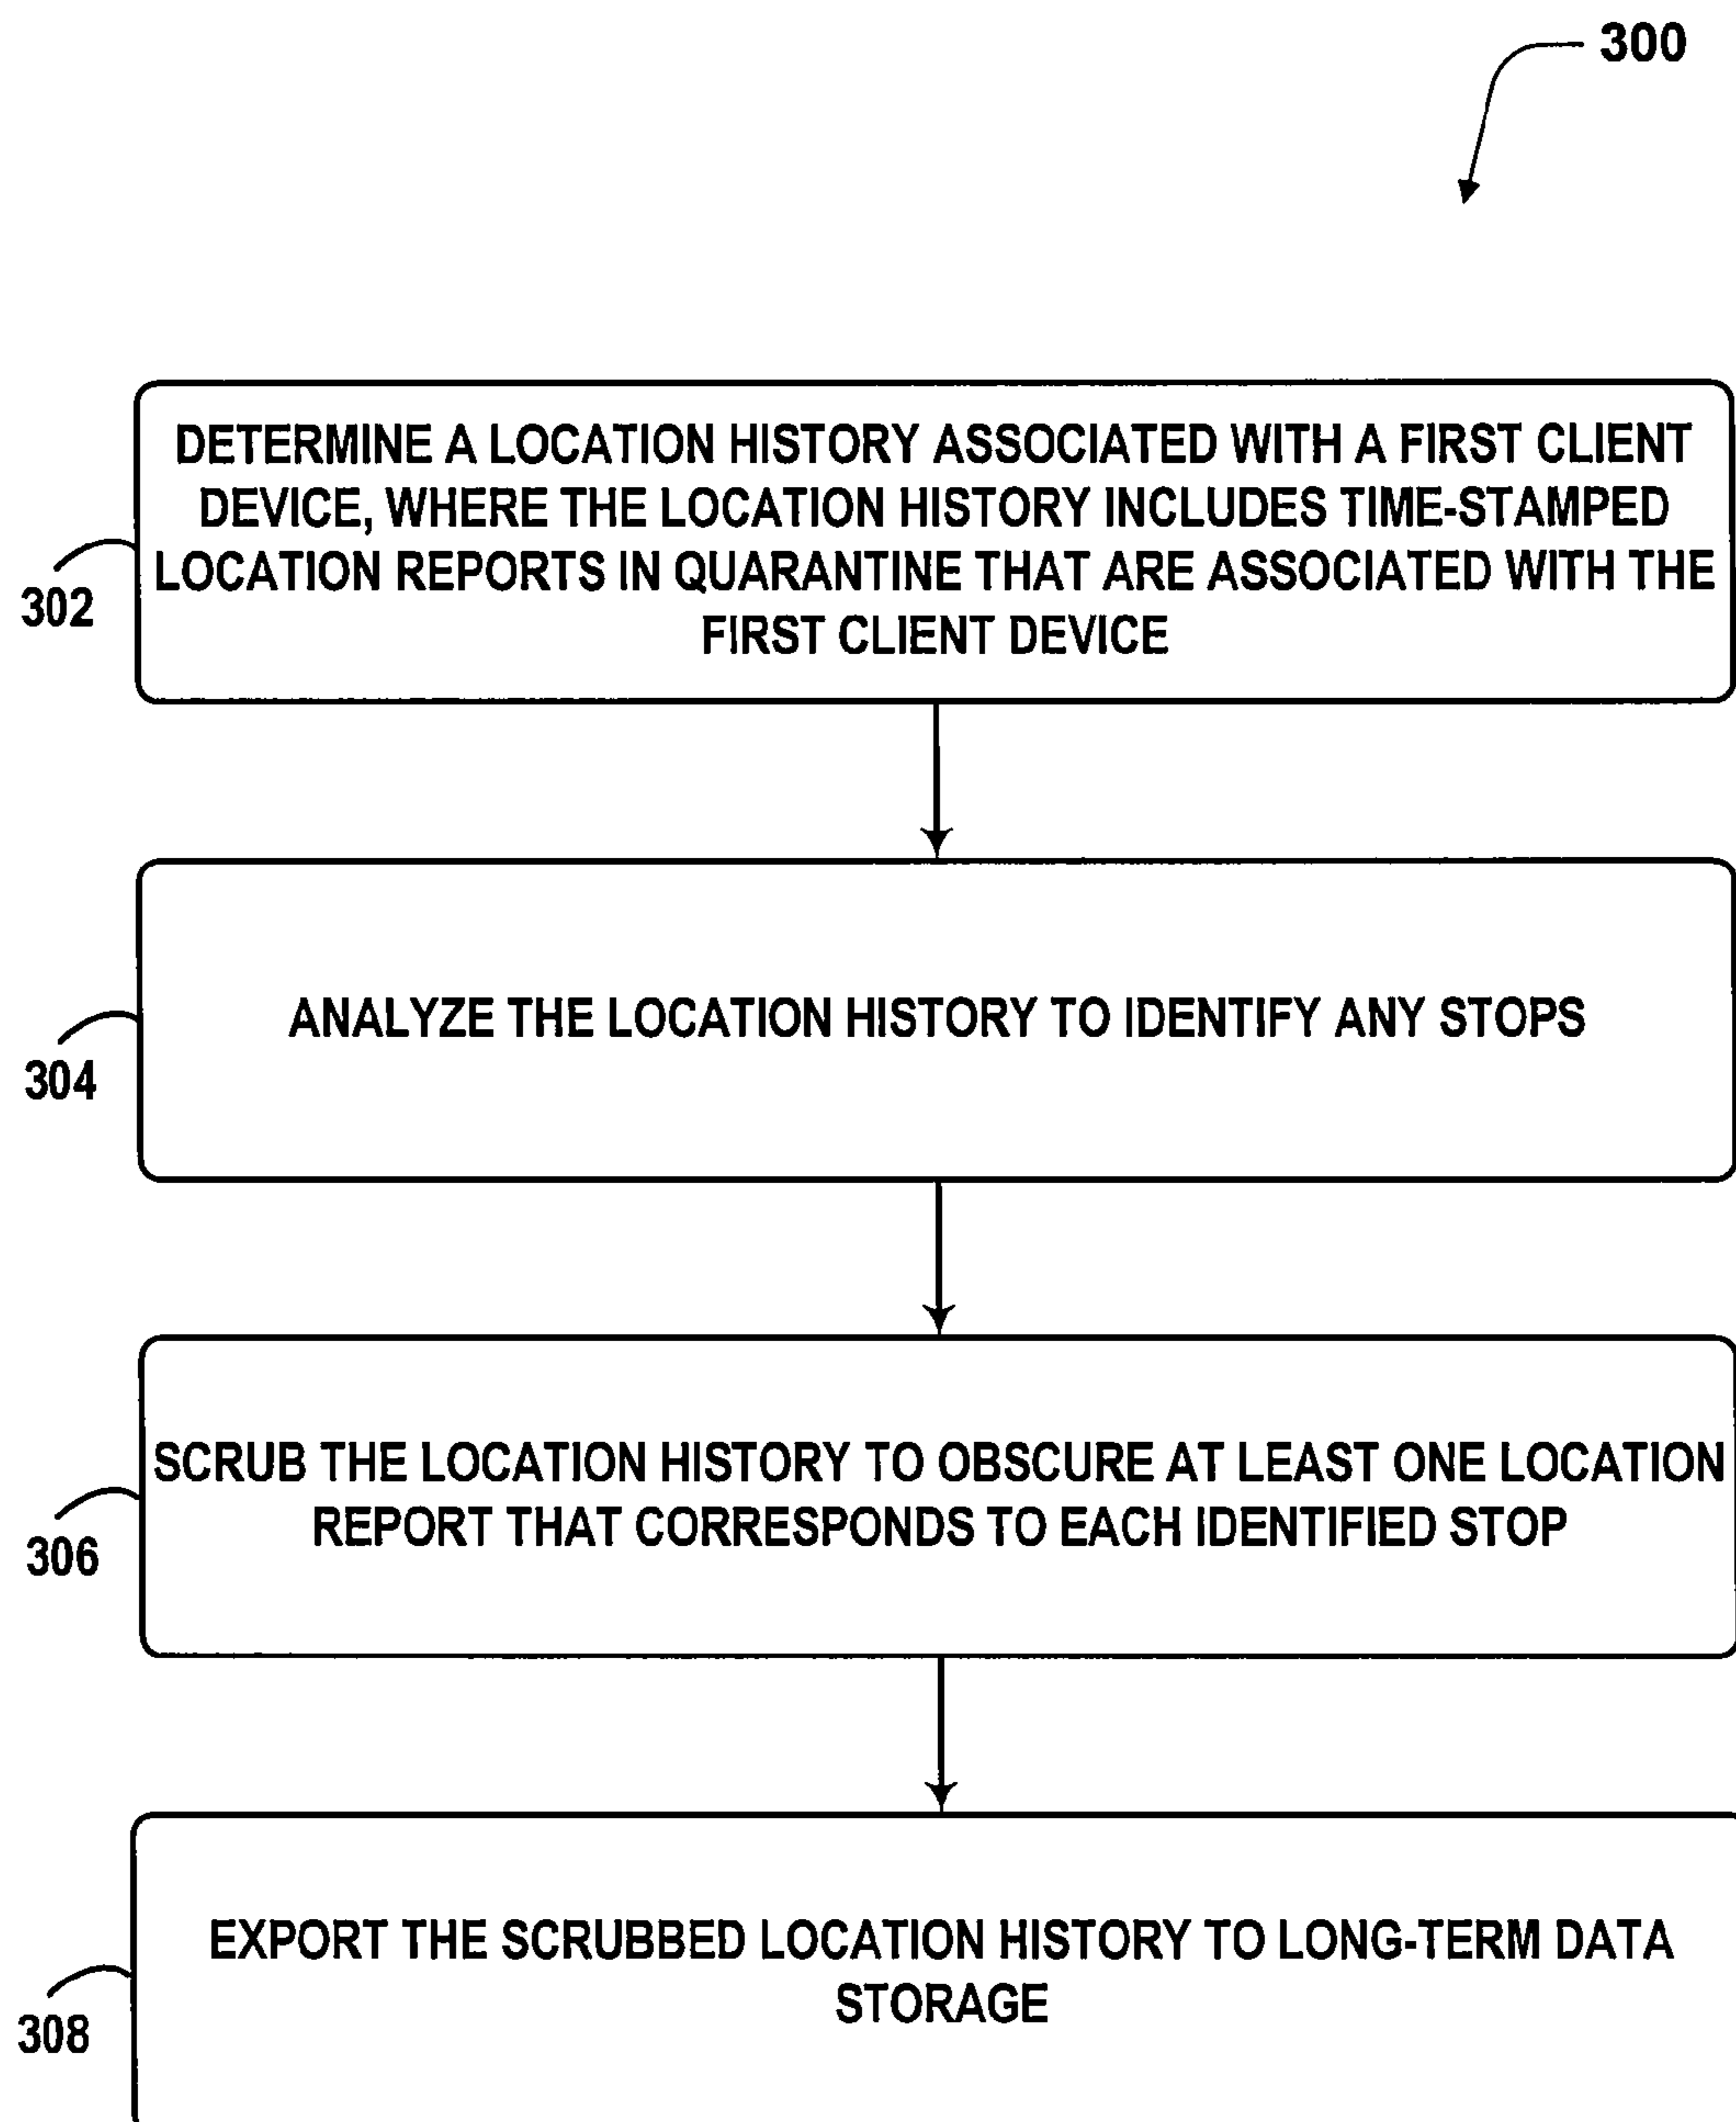 300
DETERMINE A LOCATION HISTORY ASSOCIATED WITH A FIRST CLIENT
DEVICE, WHERE THE LOCATION HISTORY INCLUDES TIME-STAMPED
LOCATION REPORTS IN QUARANTINE THAT ARE ASSOCIATED WITH THE
FIRST CLIENT DEVICE
302
ANALYZE THE LOCATION HISTORY TO IDENTIFY ANY STOPS
304
SCRUB THE LOCATION HISTORY TO OBSCURE AT LEAST ONE LOCATION
REPORT THAT CORRESPONDS TO EACH IDENTIFIED STOP
306
EXPORT THE SCRUBBED LOCATION HISTORY TO LONG-TERM DATA
STORAGE
308